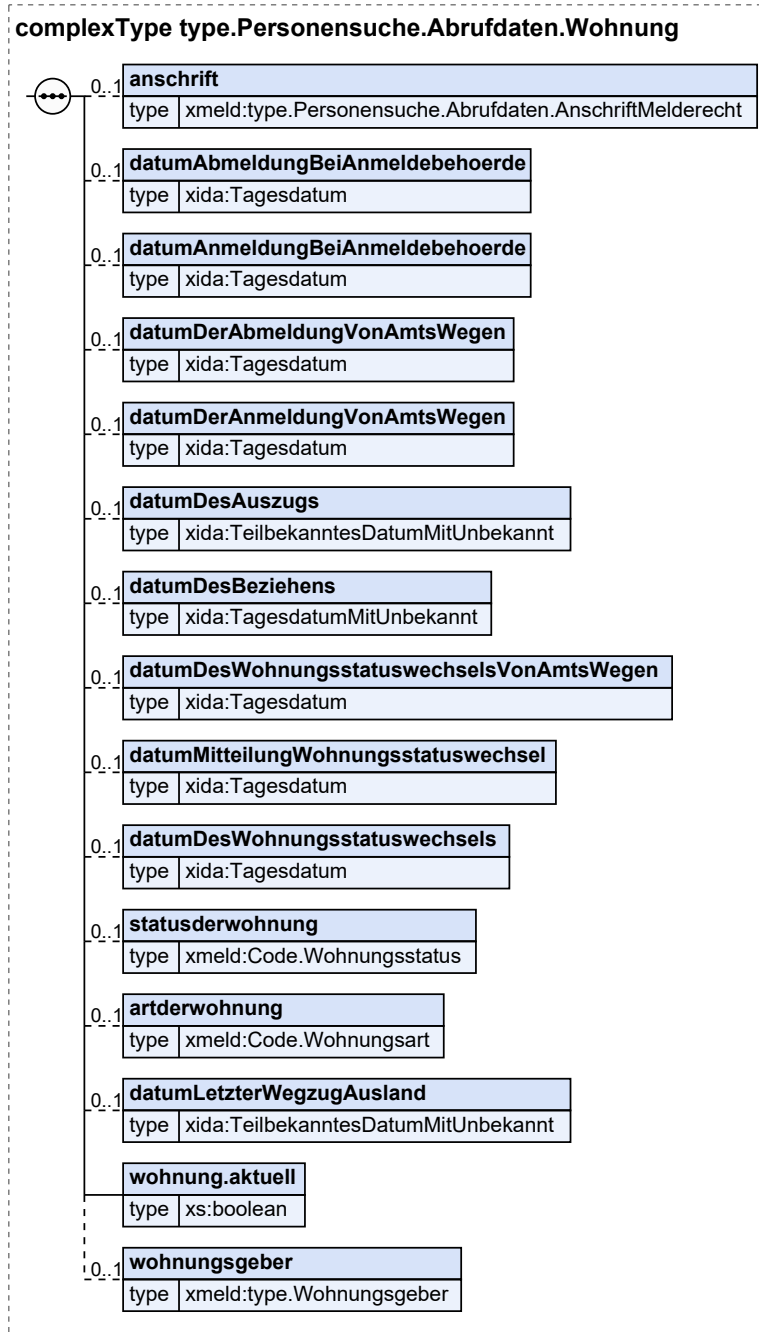 complexType type.Personensuche.Abrufdaten.Wohnung
0..1 anschrift
type xmeld:type.Personensuche.Abrufdaten.AnschriftMelderecht
0..1 datumAbmeldungBeiAnmeldebehoerde
type xida:Tagesdatum
0..1 datumAnmeldungBeiAnmeldebehoerde
type xida:Tagesdatum
0..1 datumDerAbmeldungVonAmtsWegen
type xida:Tagesdatum
0..1 datumDerAnmeldungVonAmtsWegen
type xida:Tagesdatum
0..1 datumDesAuszugs
type xida:TeilbekanntesDatumMitUnbekannt
0..1 datumDesBeziehens
type xida:TagesdatumMitUnbekannt
0..1 datumDesWohnungsstatuswechselsVonAmtsWegen
type xida:Tagesdatum
0..1 datumMitteilungWohnungsstatuswechsel
type xida:Tagesdatum
0..1 datumDesWohnungsstatuswechsels
type xida:Tagesdatum
0..1 statusderwohnung
type xmeld:Code.Wohnungsstatus
0..1 artderwohnung
type xmeld:Code.Wohnungsart
0..1 datumLetzterWegzugAusland
type xida:TeilbekanntesDatumMitUnbekannt
wohnung.aktuell
type xs:boolean
0..1 wohnungsgeber
type xmeld:type.Wohnungsgeber